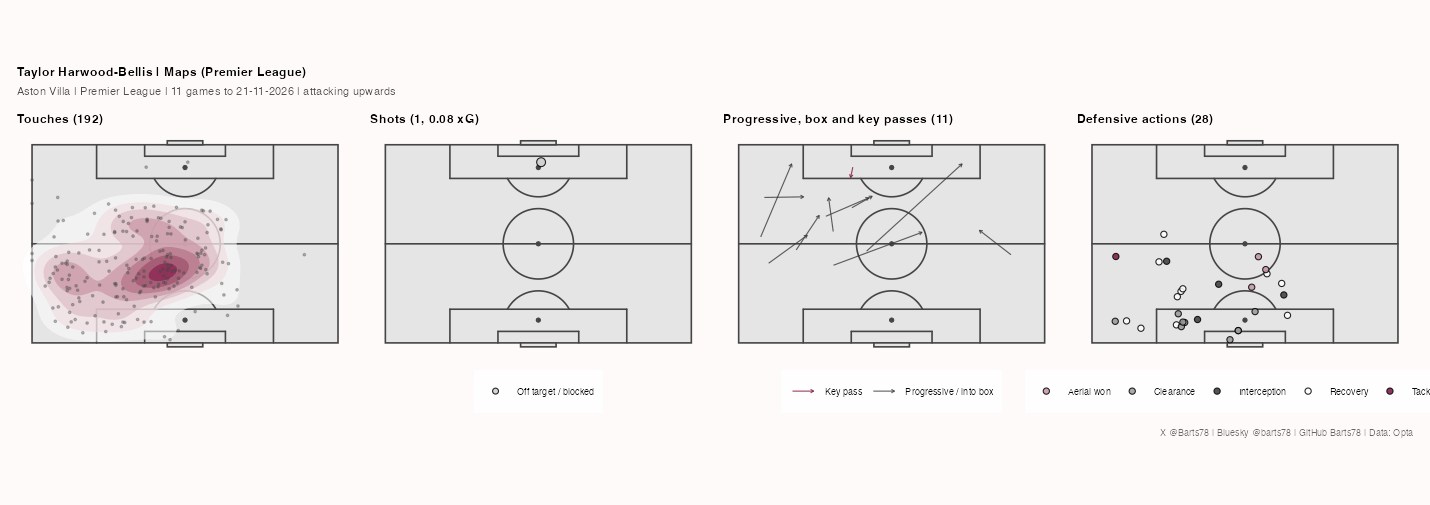 Taylor Harwood-Bellis | Maps (Premier League)
Aston Villa | Premier League | 11 games to 21-11-2026 | attacking upwards
Touches (192)
Shots (1, 0.08 xG)
Progressive, box and key passes (11)
Defensive actions (28)
Off target / blocked
Key pass
Progressive / into box
Aerial won
Clearance
Interception
Recovery
Tack
X @Barts78 | Bluesky @barts78 | GitHub Barts78 | Data: Opta